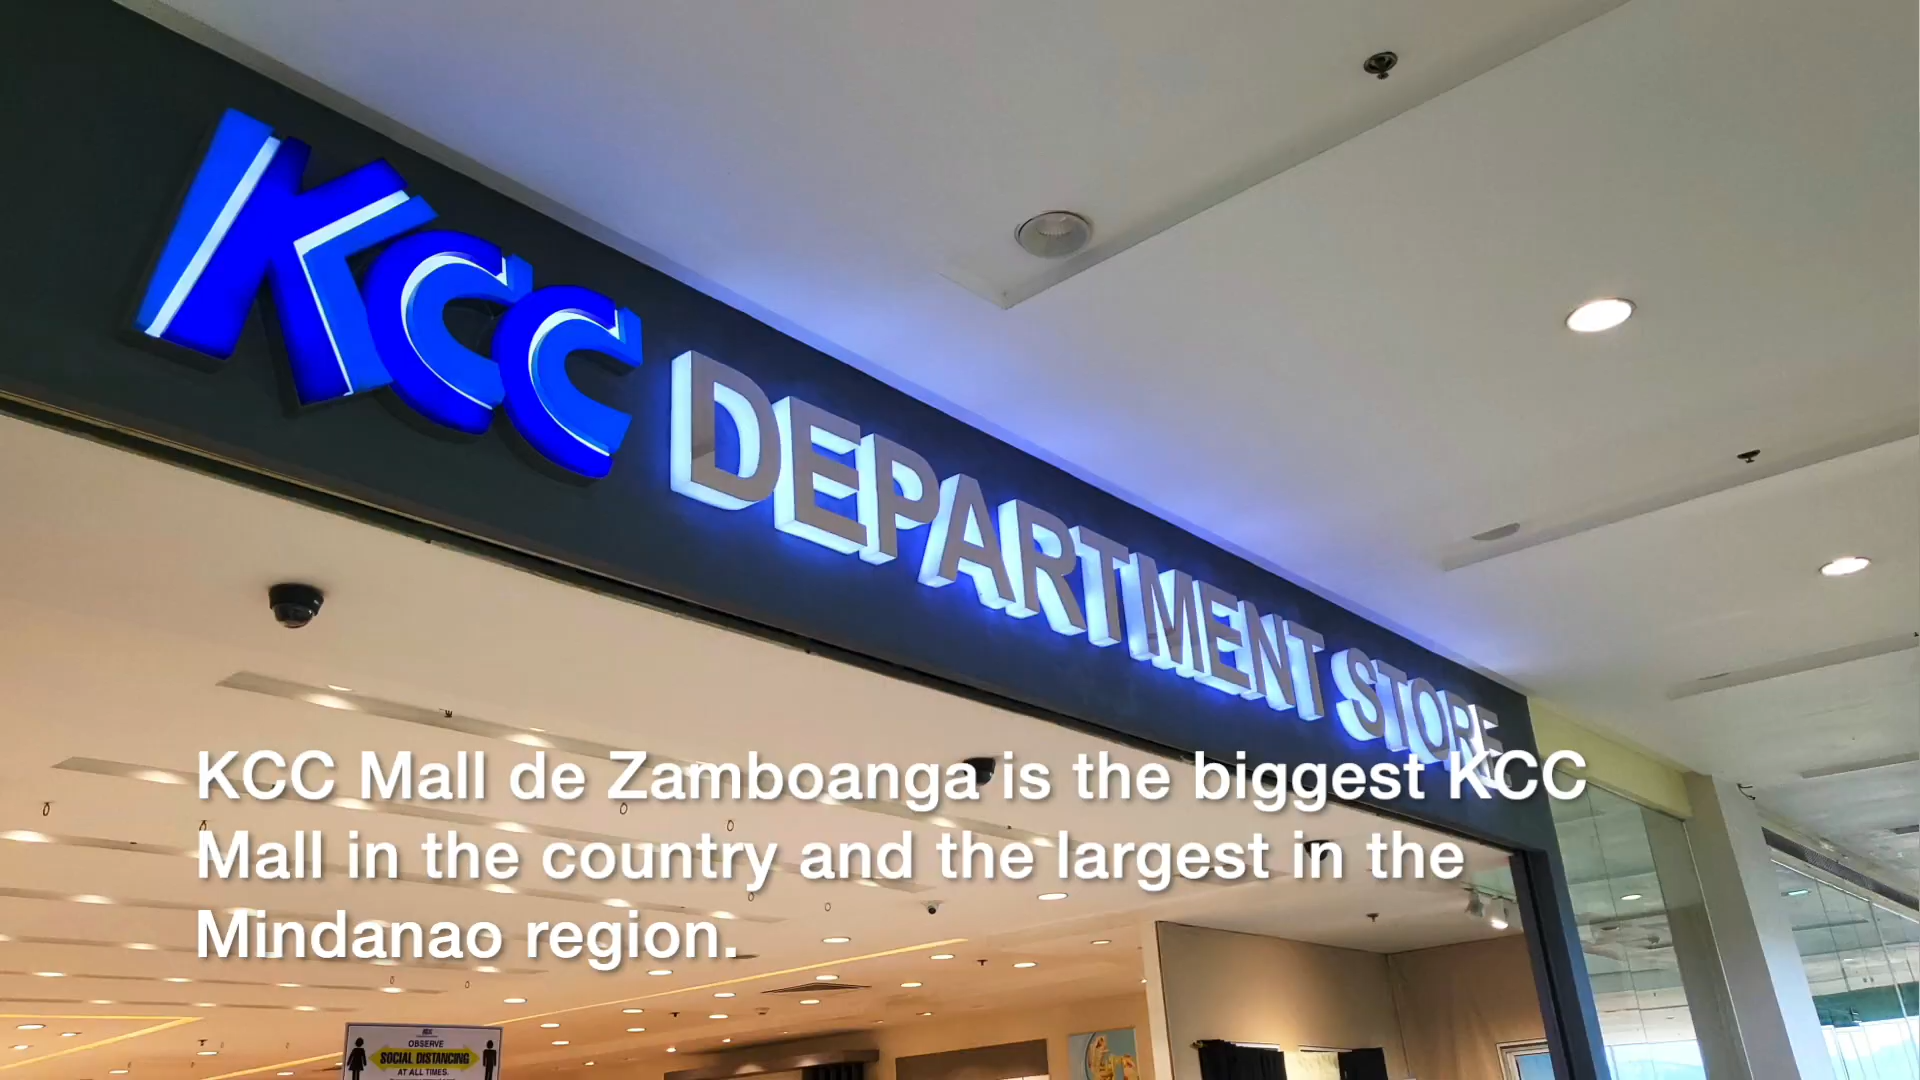 KCC DEPARTMENT STORE
KCC Mall de Zamboanga is the biggest KCC
Mall in the country and the largest in the
Mindanao region.
OBSERVE
SOCIAL DISTANCING
AT ALL TIMES.